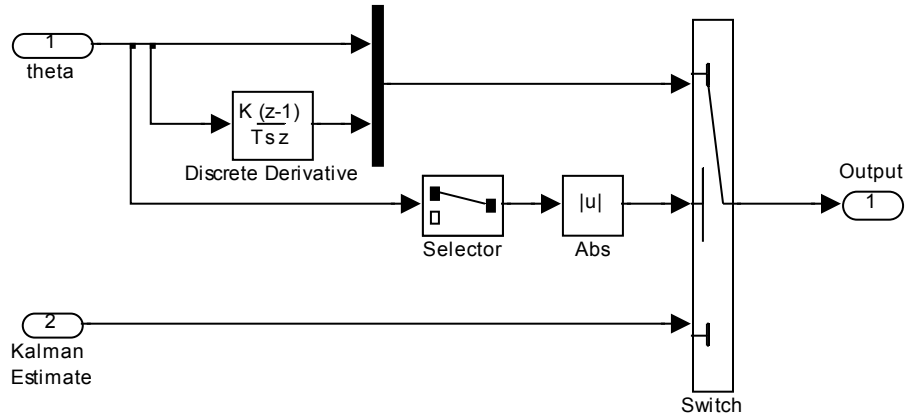 1
theta
K (z-1)
Ts z
Discrete Derivative
Selector
|u|
Abs
Output
1
2
Kalman
Estimate
Switch